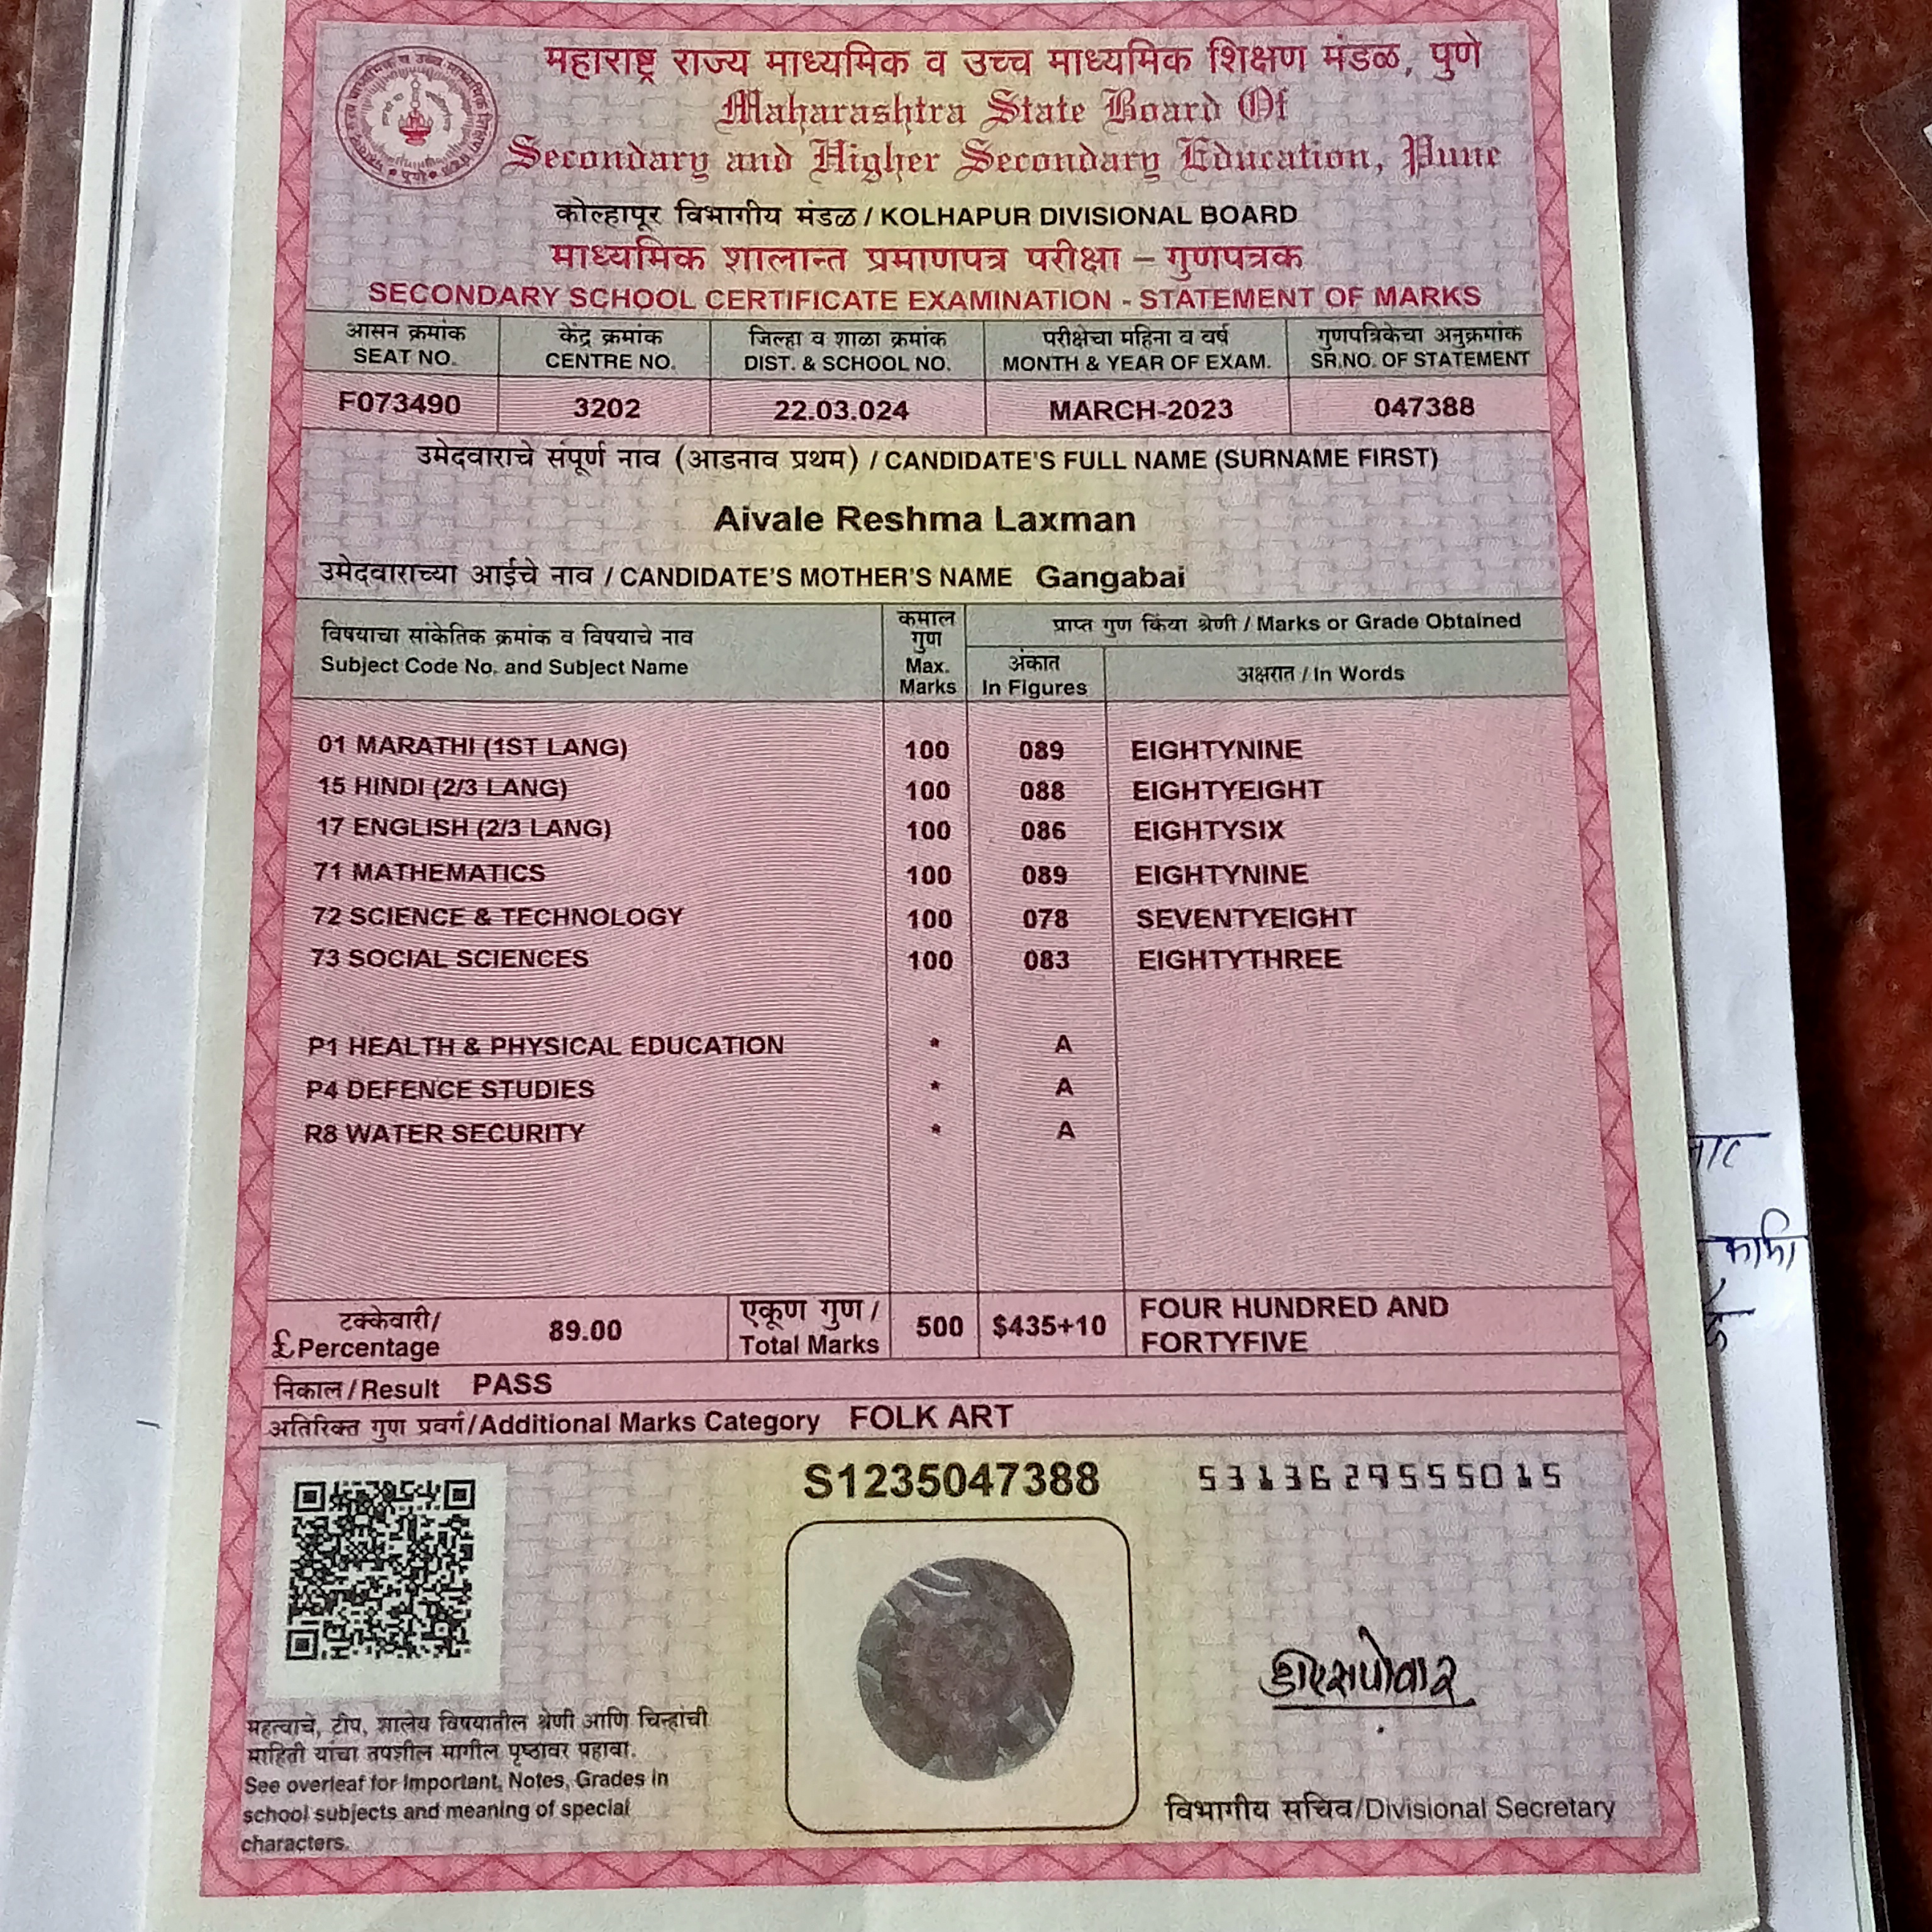 महाराष्ट्र राज्य माध्यमिक व उच्च माध्यमिक शिक्षण मंडळ, पुणे
Maharashtra State Board Of
Secondary and Higher Secondary Education, Pune
कोल्हापूर विभागीय मंडळ / KOLHAPUR DIVISIONAL BOARD
माध्यमिक शालान्त प्रमाणपत्र परीक्षा – गुणपत्रक
SECONDARY SCHOOL CERTIFICATE EXAMINATION - STATEMENT OF MARKS
आसन क्रमांक केंद्र क्रमांक जिल्हा व शाळा क्रमांक परीक्षेचा महिना व वर्ष गुणपत्रिकेचा अनुक्रमांक
SEAT NO. CENTRE NO. DIST. & SCHOOL NO. MONTH & YEAR OF EXAM. SR.NO. OF STATEMENT
F073490 3202 22.03.024 MARCH-2023 047388
उमेदवाराचे संपूर्ण नाव (आडनाव प्रथम) / CANDIDATE'S FULL NAME (SURNAME FIRST)
Aivale Reshma Laxman
उमेदवाराच्या आईचे नाव / CANDIDATE'S MOTHER'S NAME Gangabai
विषयाचा सांकेतिक क्रमांक व विषयाचे नाव
Subject Code No. and Subject Name
कमाल
गुण
Max.
Marks
प्राप्त गुण किंवा श्रेणी / Marks or Grade Obtained
अंकात
In Figures
अक्षरात / In Words
01 MARATHI (1ST LANG) 100 089 EIGHTYNINE
15 HINDI (2/3 LANG) 100 088 EIGHTYEIGHT
17 ENGLISH (2/3 LANG) 100 086 EIGHTYSIX
71 MATHEMATICS 100 089 EIGHTYNINE
72 SCIENCE & TECHNOLOGY 100 078 SEVENTYEIGHT
73 SOCIAL SCIENCES 100 083 EIGHTYTHREE
P1 HEALTH & PHYSICAL EDUCATION * A
P4 DEFENCE STUDIES * A
R8 WATER SECURITY * A
टक्केवारी/
£Percentage
89.00
एकूण गुण /
Total Marks
500 $435+10
FOUR HUNDRED AND
FORTYFIVE
निकाल/Result PASS
अतिरिक्त गुण प्रवर्ग/Additional Marks Category FOLK ART
S1235047388
5313629555015
महत्वाचे, टीप, शालेय विषयातील श्रेणी आणि चिन्हांची
माहिती यांचा तपशील मागील पृष्ठावर पहावा.
See overleaf for Important, Notes, Grades in
school subjects and meaning of special
characters.
विभागीय सचिव/Divisional Secretary